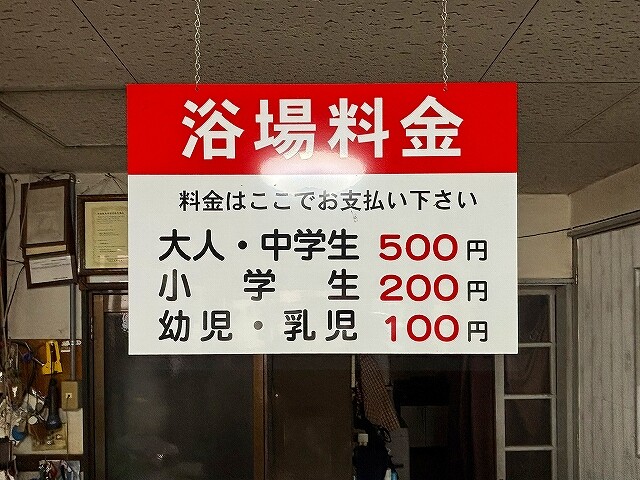 浴場料金
料金はここでお支払い下さい
大人・中学生 500円
小学生 200円
幼児・乳児 100円